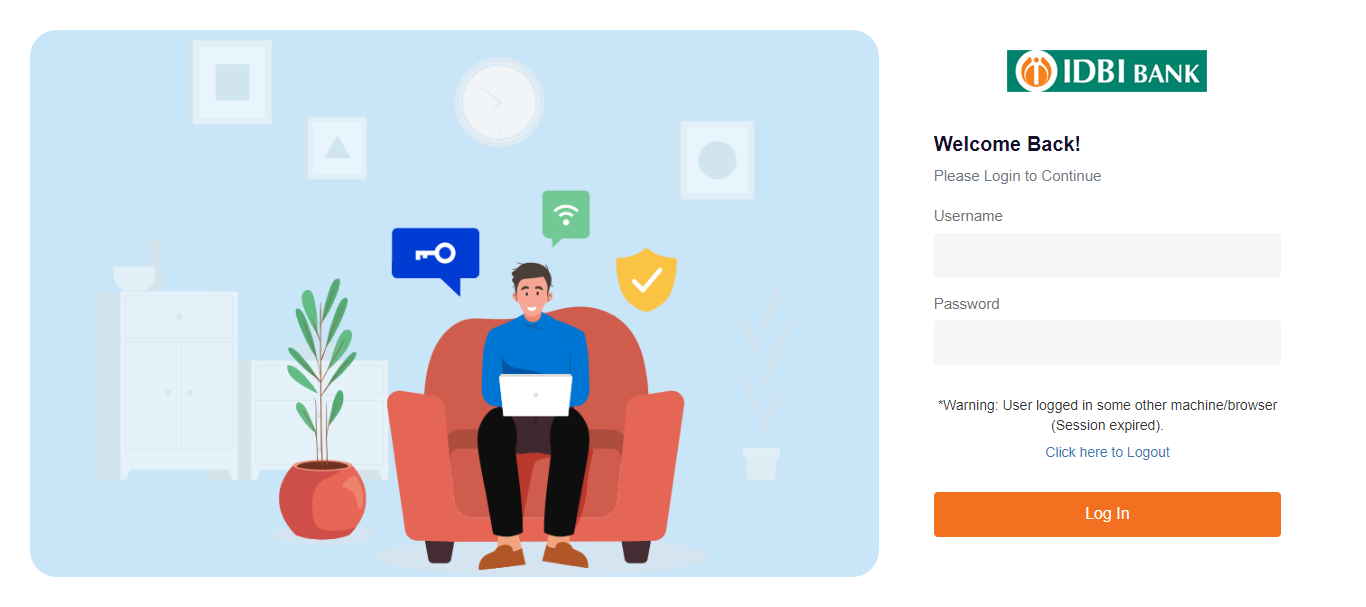 IDBI BANK
Welcome Back!
Please Login to Continue
Username
Password
*Warning: User logged in some other machine/browser
(Session expired).
Click here to Logout
Log In